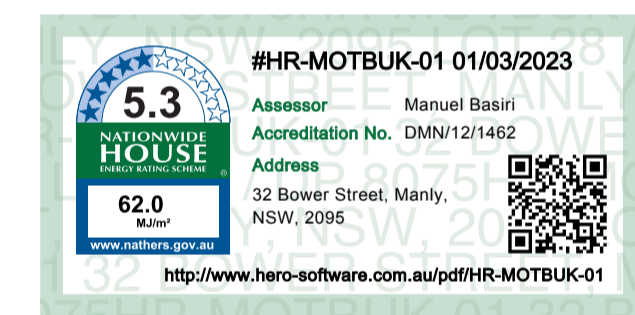 #HR-MOTBUK-01 01/03/2023
5.3
NATIONWIDE
HOUSE
ENERGY RATING SCHEME ®
62.0
MJ/m²
www.nathers.gov.au
Assessor Manuel Basiri
Accreditation No. DMN/12/1462
Address
32 Bower Street, Manly,
NSW, 2095
http://www.hero-software.com.au/pdf/HR-MOTBUK-01